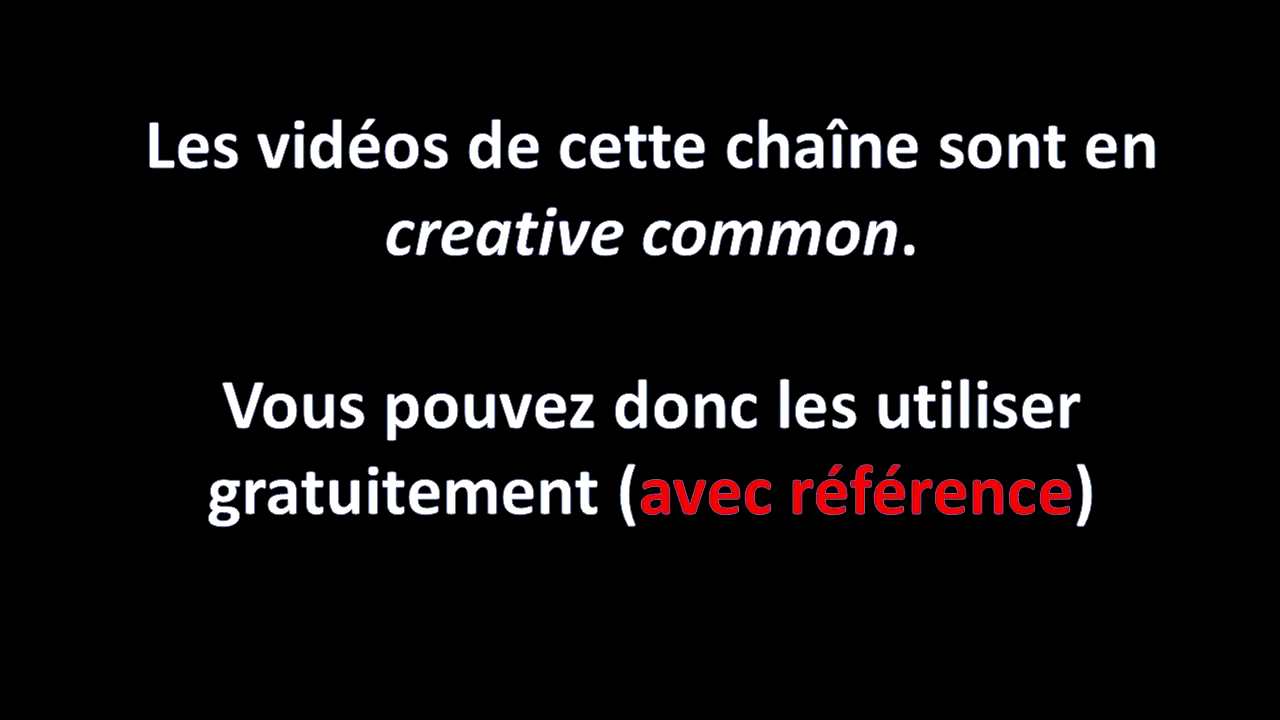 Les vidéos de cette chaîne sont en
creative common.
Vous pouvez donc les utiliser
gratuitement (avec référence)